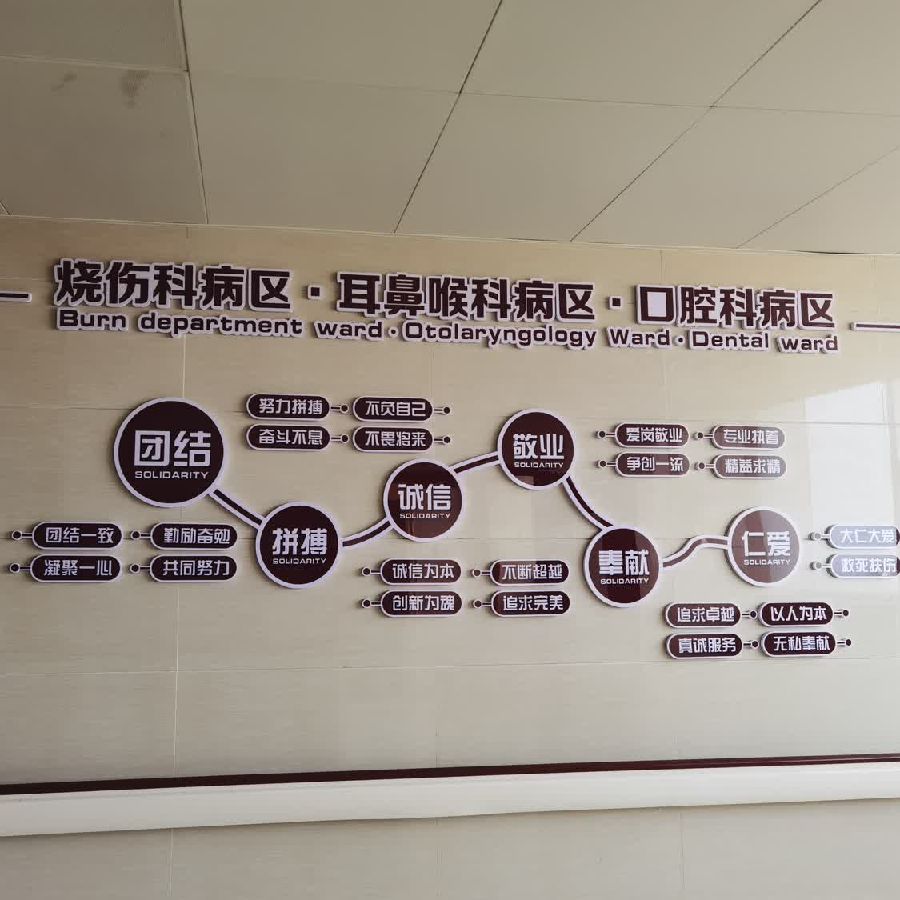 烧伤科病区·耳鼻喉科病区·口腔科病区
Burn department ward·Otolaryngology Ward·Dental ward
团结
SOLIDARITY
团结一致 勤励奋勉
凝聚一心 共同努力
拼搏
SOLIDARITY
努力拼搏 不负自己
奋斗不息 不畏将来
诚信
SOLIDARITY
诚信为本 不断超越
创新为魂 追求完美
敬业
SOLIDARITY
爱岗敬业 专业执着
争创一流 精益求精
奉献
SOLIDARITY
追求卓越 以人为本
真诚服务 无私奉献
仁爱
SOLIDARITY
大仁大爱
救死扶伤